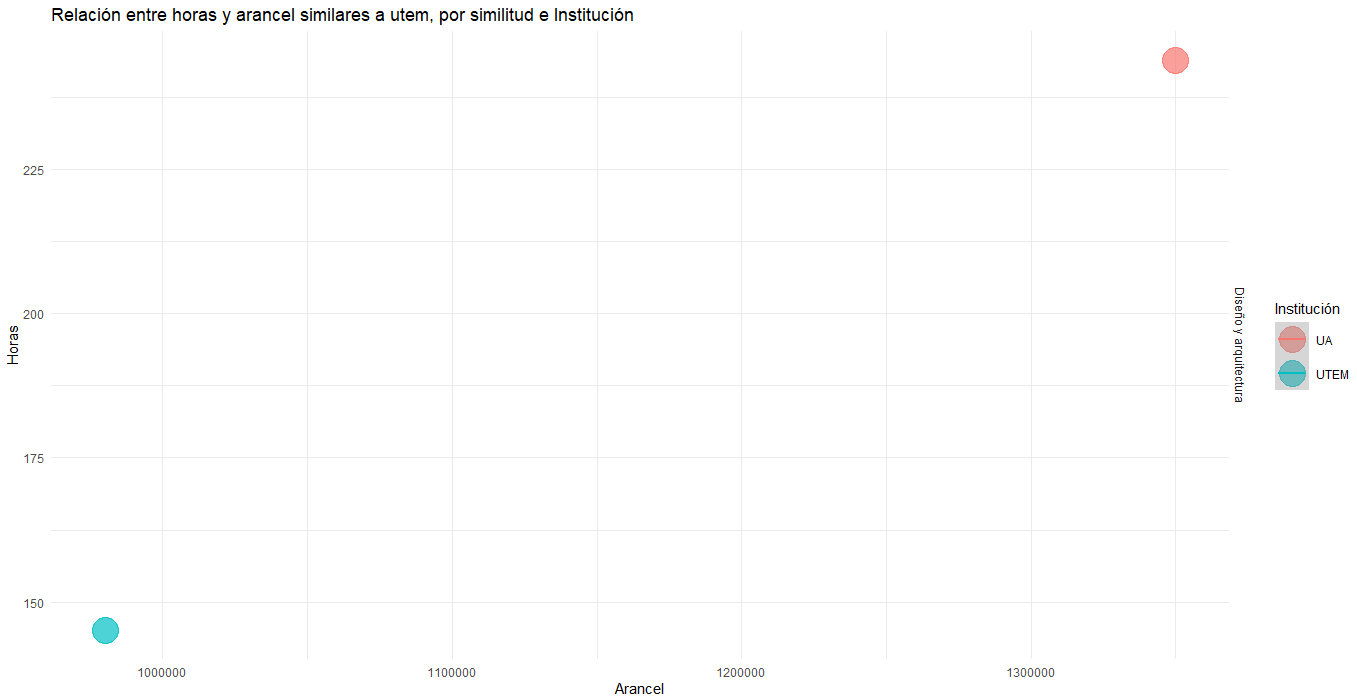 Relación entre horas y arancel similares a utem, por similitud e Institución
Horas
225
200
175
150
1000000
1100000
1200000
1300000
Arancel
Diseño y arquitectura
Institución
UA
UTEM